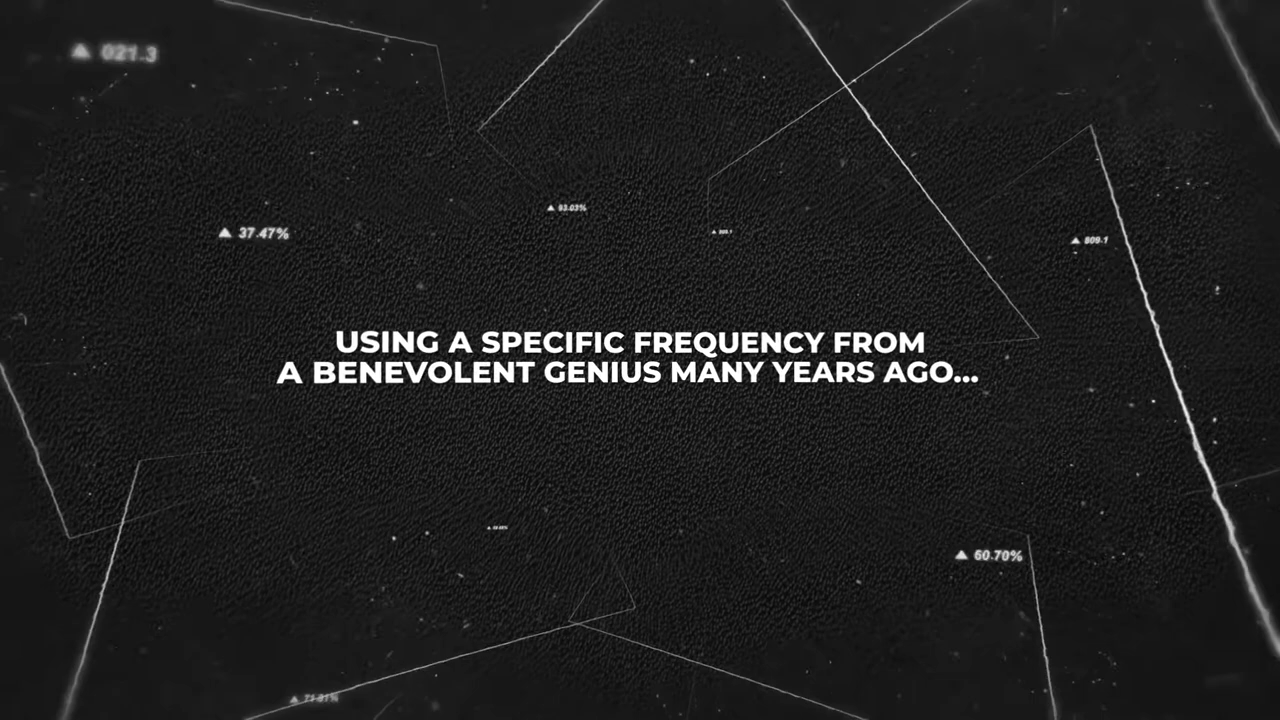 ▲ 021.3
▲ 93.03%
▲ 37.47%
▲ 809.1
USING A SPECIFIC FREQUENCY FROM
A BENEVOLENT GENIUS MANY YEARS AGO...
▲ 60.70%